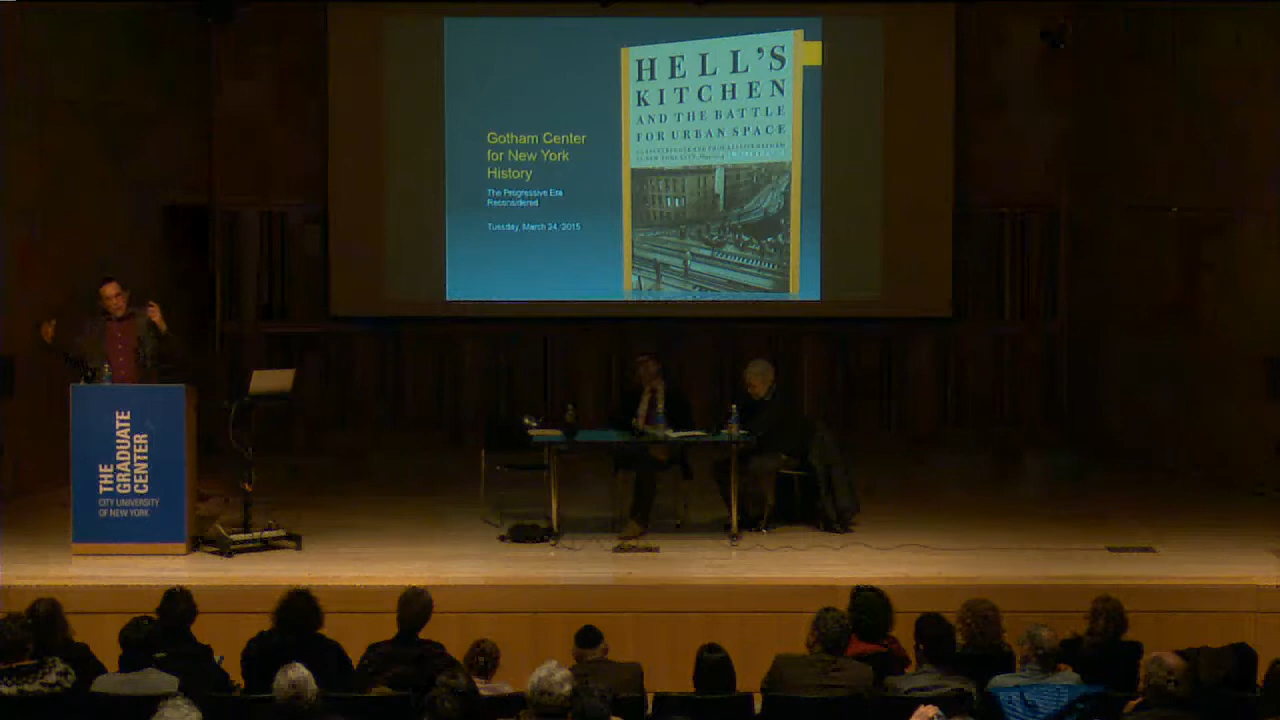 Gotham Center
for New York
History
The Progressive Era
Reconsidered
Tuesday, March 24, 2015
HELL'S
KITCHEN
AND THE BATTLE
FOR URBAN SPACE
THE
GRADUATE
CENTER
CITY UNIVERSITY
OF NEW YORK